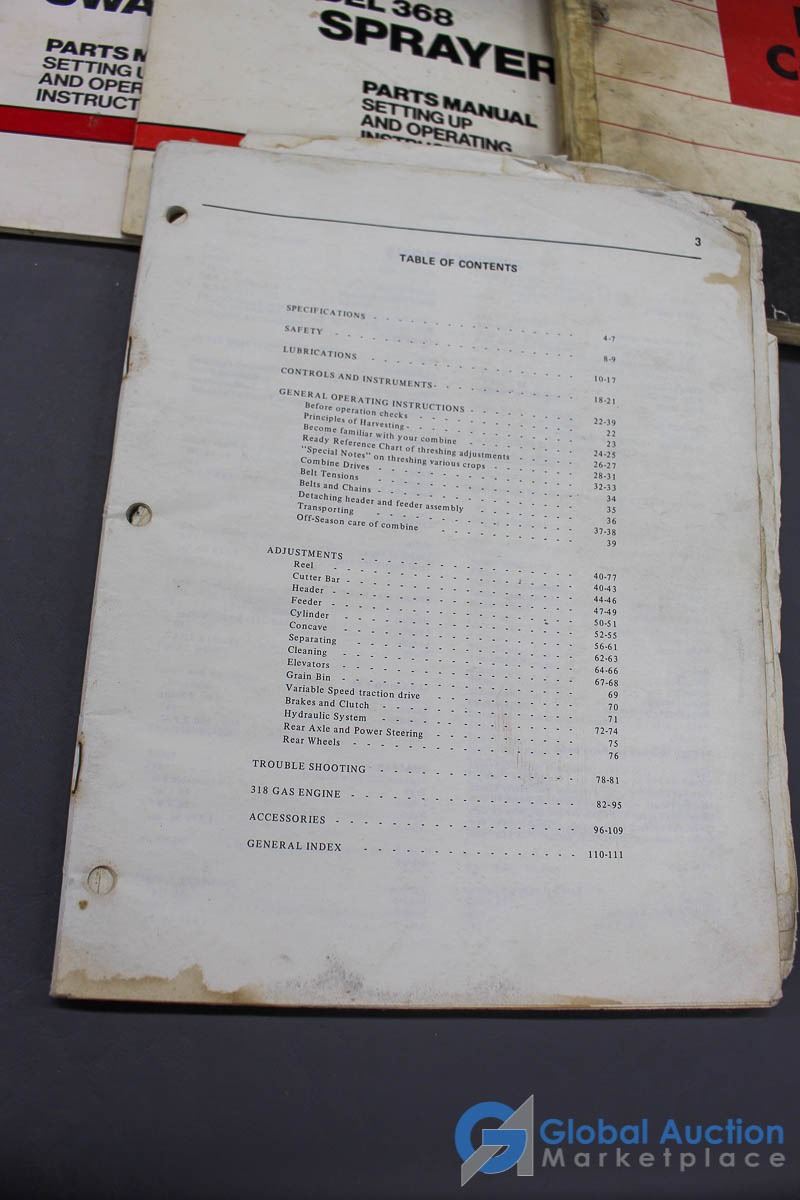 368
SPRAYER
PARTS MANUAL
SETTING UP
AND OPERATING
PARTS
SETTING
AND
3
TABLE OF CONTENTS
SPECIFICATIONS - - - - - - - - - - - - - - - - 4-7
SAFETY - - - - - - - - - - - - - - - - 8-9
LUBRICATIONS - - - - - - - - - - - - - - - - 10-17
CONTROLS AND INSTRUMENTS- - - - - - - - - - - - 18-21
GENERAL OPERATING INSTRUCTIONS - - - - - - - - - 22-39
Before operation checks - - - - - - - - - - - - 22
Principles of Harvesting- - - - - - - - - - - - - 23
Become familiar with your combine - - - - - - - - 24-25
Ready Reference Chart of threshing adjustments - - - - - 26-27
"Special Notes" on threshing various crops - - - - - - - 28-31
Combine Drives - - - - - - - - - - - - - - - 32-33
Belt Tensions - - - - - - - - - - - - - - - 34
Belts and Chains - - - - - - - - - - - - - - - 35
Detaching header and feeder assembly - - - - - - - - 36
Transporting - - - - - - - - - - - - - - - 37-38
Off-Season care of combine - - - - - - - - - - 39
ADJUSTMENTS - - - - - - - - - - - - - - - - 40-77
Reel - - - - - - - - - - - - - - - - - 40-43
Cutter Bar - - - - - - - - - - - - - - - - - 44-46
Header - - - - - - - - - - - - - - - - - 47-49
Feeder - - - - - - - - - - - - - - - - - 50-51
Cylinder - - - - - - - - - - - - - - - - - 52-55
Concave - - - - - - - - - - - - - - - - - 56-61
Separating - - - - - - - - - - - - - - - - - 62-63
Cleaning - - - - - - - - - - - - - - - - - 64-66
Elevators - - - - - - - - - - - - - - - - - 67-68
Grain Bin - - - - - - - - - - - - - - - - - 69
Variable Speed traction drive - - - - - - - - - - - 70
Brakes and Clutch - - - - - - - - - - - - - - 71
Hydraulic System - - - - - - - - - - - - - - 72-74
Rear Axle and Power Steering - - - - - - - - - - - 75
Rear Wheels - - - - - - - - - - - - - - - - 76
TROUBLE SHOOTING - - - - - - - - - - - - - - 78-81
318 GAS ENGINE - - - - - - - - - - - - - - - - 82-95
ACCESSORIES - - - - - - - - - - - - - - - - - 96-109
GENERAL INDEX - - - - - - - - - - - - - - - - 110-111
Global Auction
Marketplace